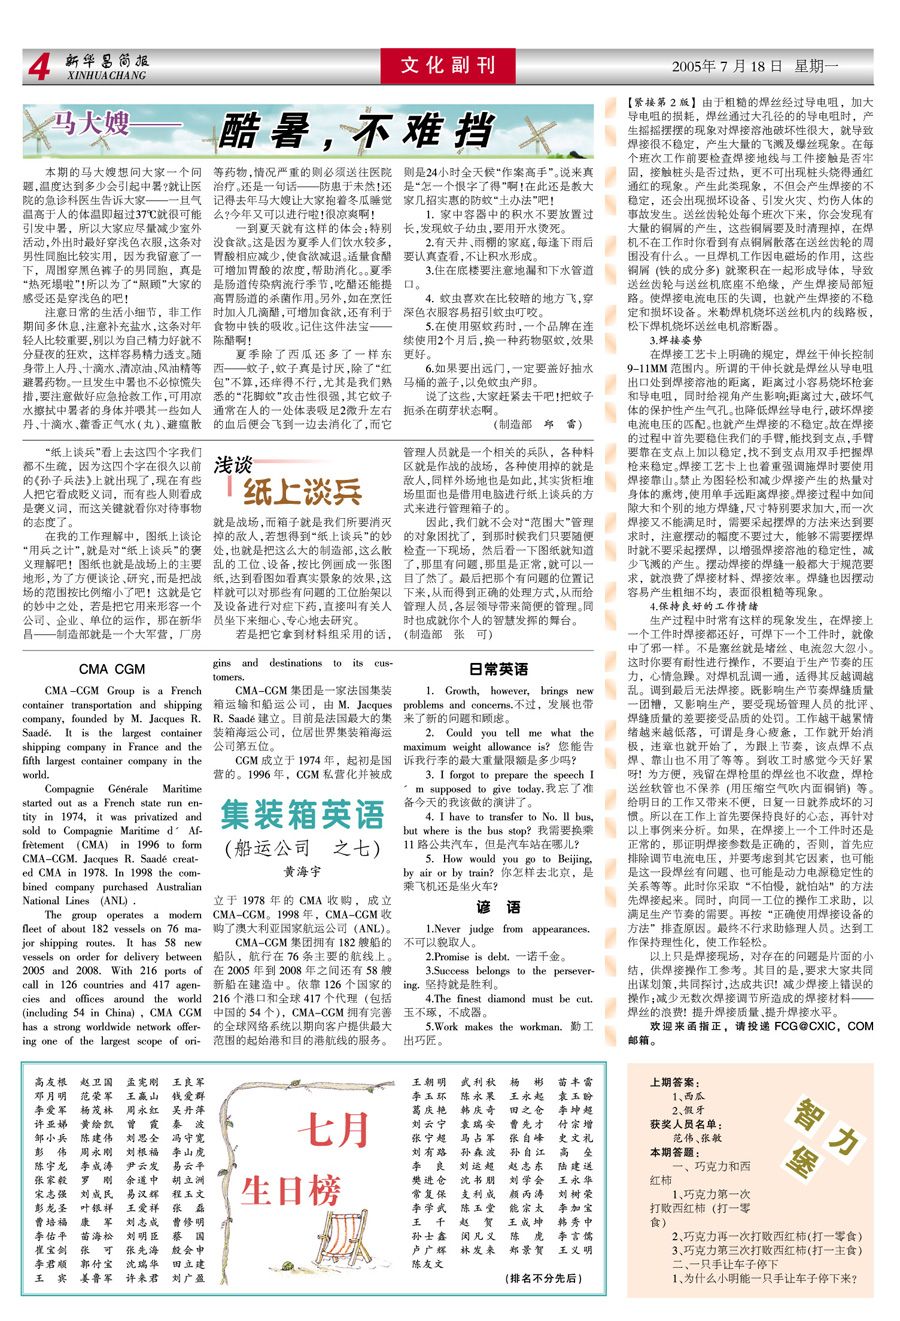 4
新华昌简报
XINHUACHANG
文化副刊
2005年7月18日 星期一
马大嫂——
酷暑，不难挡
本期的马大嫂想问大家一个问
题，温度达到多少会引起中暑？就让医
院的急诊科医生告诉大家——一旦气
温高于人的体温即超过37℃就很可能
引发中暑，所以大家应尽量减少室外
活动，外出时最好穿浅色衣服，这条对
男性同胞比较实用，因为我留意了一
下，周围穿黑色裤子的男同胞，真是
“热死塌啦”！所以为了“照顾”大家的
感受还是穿浅色的吧！
注意日常的生活小细节，非工作
期间多休息，注意补充盐水，这条对年
轻人比较重要，别以为自己精力好就不
分昼夜的狂欢，这样容易精力透支。随
身带上人丹、十滴水、清凉油、风油精等
避暑药物。一旦发生中暑也不必惊慌失
措，要注意做好应急抢救工作，可用凉
水擦拭中暑者的身体并喂其一些如人
丹、十滴水、藿香正气水(丸)、避瘟散
等药物，情况严重的则必须送往医院
治疗。还是一句话——防患于未然！还
记得去年马大嫂让大家抱着冬瓜睡觉
么？今年又可以进行啦！很凉爽啊！
一到夏天就有这样的体会：特别
没食欲。这是因为夏季人们饮水较多，
胃酸相应减少，使食欲减退。适量食醋
可增加胃酸的浓度，帮助消化。。夏季
是肠道传染病流行季节，吃醋还能提
高胃肠道的杀菌作用。另外，如在烹饪
时加入几滴醋，可增加食欲，还有利于
食物中铁的吸收。记住这件法宝——
陈醋啊！
夏季除了西瓜还多了一样东
西——蚊子，蚊子真是讨厌，除了“红
包”不算，还痒得不行，尤其是我们熟
悉的“花脚蚊”攻击性很强，其它蚊子
通常在人的一处体表吸足2微升左右
的血后便会飞到一边去消化了，而它
则是24小时全天候“作案高手”。说来真
是“怎一个恨字了得”啊！在此还是教大
家几招实惠的防蚊“土办法”吧！
1. 家中容器中的积水不要放置过
长，发现蚊子幼虫，要用开水烫死。
2.有天井、雨棚的家庭，每逢下雨后
要认真查看，不让积水形成。
3.住在底楼要注意地漏和下水管道
口。
4. 蚊虫喜欢在比较暗的地方飞，穿
深色衣服容易招引蚊虫叮咬。
5.在使用驱蚊药时，一个品牌在连
续使用2个月后，换一种药物驱蚊，效果
更好。
6.如果要出远门，一定要盖好抽水
马桶的盖子，以免蚊虫产卵。
说了这些，大家赶紧去干吧！把蚊子
扼杀在萌芽状态啊。
(制造部 邱 雷)
“纸上谈兵”看上去这四个字我们
都不生疏，因为这四个字在很久以前
的《孙子兵法》上就出现了，现在有些
人把它看成贬义词，而有些人则看成
是褒义词，而这关键就看你对待事物
的态度了。
在我的工作理解中，图纸上谈论
“用兵之计”，就是对“纸上谈兵”的褒
义理解吧！图纸也就是战场上的主要
地形，为了方便谈论、研究，而是把战
场的范围按比例缩小了吧！这就是它
的妙中之处，若是把它用来形容一个
公司、企业、单位的运作，那在新华
昌——制造部就是一个大军营，厂房
浅谈
纸上谈兵
就是战场，而箱子就是我们所要消灭
掉的敌人，若想得到“纸上谈兵”的妙
处，也就是把这么大的制造部，这么散
乱的工位、设备，按比例画成一张图
纸，达到看图如看真实景象的效果，这
样就可以对那些有问题的工位胎架以
及设备进行对症下药，直接叫有关人
员坐下来细心、专心地去研究。
若是把它拿到材料组采用的话，
管理人员就是一个相关的兵队，各种料
区就是作战的战场，各种使用掉的就是
敌人，同样外场地也是如此，其实货柜堆
场里面也是借用电脑进行纸上谈兵的方
式来进行管理箱子的。
因此，我们就不会对“范围大”管理
的对象困扰了，到那时候我们只要随便
检查一下现场，然后看一下图纸就知道
了，那里有问题，那里是正常，就可以一
目了然了。最后把那个有问题的位置记
下来，从而得到正确的处理方式，从而给
管理人员，各层领导带来简便的管理。同
时也成就你个人的智慧发挥的舞台。
(制造部 张 可)
CMA CGM
CMA-CGM Group is a French
container transportation and shipping
company, founded by M. Jacques R.
Saadé. It is the largest container
shipping company in France and the
fifth largest container company in the
world.
Compagnie Générale Maritime
started out as a French state run en-
tity in 1974, it was privatized and
sold to Compagnie Maritime d´ Af-
frètement (CMA) in 1996 to form
CMA-CGM. Jacques R. Saadé creat-
ed CMA in 1978. In 1998 the com-
bined company purchased Australian
National Lines (ANL) .
The group operates a modern
fleet of about 182 vessels on 76 ma-
jor shipping routes. It has 58 new
vessels on order for delivery between
2005 and 2008. With 216 ports of
call in 126 countries and 417 agen-
cies and offices around the world
(including 54 in China) , CMA CGM
has a strong worldwide network offer-
ing one of the largest scope of ori-
gins and destinations to its cus-
tomers.
CMA-CGM集团是一家法国集装
箱运输和船运公司，由M. Jacques
R. Saadé建立。目前是法国最大的集
装箱海运公司，位居世界集装箱海运
公司第五位。
CGM成立于1974年，起初是国
营的。1996年，CGM私营化并被成
集装箱英语
(船运公司 之七)
黄海宇
立于1978年的CMA收购，成立
CMA-CGM。1998年，CMA-CGM收
购了澳大利亚国家航运公司(ANL)。
CMA-CGM集团拥有182艘船的
船队，航行在76条主要的航线上。
在2005年到2008年之间还有58艘
新船在建造中。依靠126个国家的
216个港口和全球417个代理(包括
中国的54个)，CMA-CGM拥有完善
的全球网络系统以期向客户提供最大
范围的起始港和目的港航线的服务。
日常英语
1. Growth, however, brings new
problems and concerns.不过，发展也带
来了新的问题和顾虑。
2. Could you tell me what the
maximum weight allowance is? 您能告
诉我行李的最大重量限额是多少吗？
3. I forgot to prepare the speech I
´m supposed to give today.我忘了准
备今天的我该做的演讲了。
4. I have to transfer to No. ll bus,
but where is the bus stop? 我需要换乘
11路公共汽车，但是汽车站在哪儿？
5. How would you go to Beijing,
by air or by train? 你怎样去北京，是
乘飞机还是坐火车？
谚 语
1.Never judge from appearances.
不可以貌取人。
2.Promise is debt. 一诺千金。
3.Success belongs to the persever-
ing. 坚持就是胜利。
4.The finest diamond must be cut.
玉不琢，不成器。
5.Work makes the workman. 勤工
出巧匠。
【紧接第2版】由于粗糙的焊丝经过导电咀，加大
导电咀的损耗，焊丝通过大孔径的的导电咀时，产
生摇摇摆摆的现象对焊接溶池破坏性很大，就导致
焊接很不稳定，产生大量的飞溅及爆丝现象。在每
个班次工作前要检查焊接地线与工件接触是否牢
固，接触桩头是否过热，更不可出现桩头烧得通红
通红的现象。产生此类现象，不但会产生焊接的不
稳定，还会出现损坏设备、引发火灾、灼伤人体的
事故发生。送丝齿轮处每个班次下来，你会发现有
大量的铜屑的产生，这些铜屑要及时清理掉，在焊
机不在工作时你看到有点铜屑散落在送丝齿轮的周
围没有什么。一旦焊机工作因电磁场的作用，这些
铜屑(铁的成分多)就聚积在一起形成导体，导致
送丝齿轮与送丝机底座不绝缘，产生焊接局部短
路。使焊接电流电压的失调，也就产生焊接的不稳
定和损坏设备。米勒焊机烧坏送丝机内的线路板，
松下焊机烧坏送丝电机溶断器。
3.焊接姿势
在焊接工艺卡上明确的规定，焊丝干伸长控制
9-11MM范围内。所谓的干伸长就是焊丝从导电咀
出口处到焊接溶池的距离，距离过小容易烧坏枪套
和导电咀，同时给视角产生影响；距离过大，破坏气
体的保护性产生气孔。也降低焊丝导电行，破坏焊接
电流电压的匹配。也就产生焊接的不稳定。故在焊接
的过程中首先要稳住我们的手臂，能找到支点，手臂
要靠在支点上加以稳定，找不到支点用双手把握焊
枪来稳定。焊接工艺卡上也着重强调施焊时要使用
焊接靠山。禁止为图轻松和减少焊接产生的热量对
身体的熏烤，使用单手远距离焊接。焊接过程中如间
隙大和个别的地方焊缝，尺寸特别要求加大，而一次
焊接又不能满足时，需要采起摆焊的方法来达到要
求时，注意摆动的幅度不要过大，能够不需要摆焊
时就不要采起摆焊，以增强焊接溶池的稳定性，减
少飞溅的产生。摆动焊接的焊缝一般都大于规范要
求，就浪费了焊接材料、焊接效率。焊缝也因摆动
容易产生粗细不均，表面很粗糙等现象。
4.保持良好的工作情绪
生产过程中时常有这样的现象发生，在焊接上
一个工件时焊接都还好，可焊下一个工件时，就像
中了邪一样。不是塞丝就是堵丝、电流忽大忽小。
这时你要有耐性进行操作，不要迫于生产节奏的压
力，心情急躁。对焊机乱调一通，适得其反越调越
乱。调到最后无法焊接。既影响生产节奏焊缝质量
一团糟，又影响生产，要受现场管理人员的批评、
焊缝质量的差要接受品质的处罚。工作越干越累情
绪越来越低落，可谓是身心疲惫，工作就开始消
极，违章也就开始了，为跟上节奏，该点焊不点
焊、靠山也不用了等等。到收工时感觉今天好累
呀！为方便，残留在焊枪里的焊丝也不收盘，焊枪
送丝软管也不保养(用压缩空气吹内面铜销)等。
给明日的工作又带来不便，日复一日就养成坏的习
惯。所以在工作上首先要保持良好的心态，再针对
以上事例来分析。如果，在焊接上一个工件时还是
正常的，那证明焊接参数是正确的，否则，首先应
排除调节电流电压，并要考虑到其它因素，也可能
是这一段焊丝有问题、也可能是动力电源稳定性的
关系等等。此时你采取“不怕慢，就怕站”的方法
先焊接起来。同时，向同一工位的操作工求助，以
满足生产节奏的需要。再按“正确使用焊接设备的
方法”排查原因。最终不行求助修理人员。达到工
作保持理性化，使工作轻松。
以上只是焊接现场，对存在的问题是片面的小
结，供焊接操作工参考。其目的是，要求大家共同
出谋划策，共同探讨，达成共识！减少焊接上错误的
操作；减少无数次焊接调节所造成的焊接材料——
焊丝的浪费！提升焊接质量、提升焊接水平。
欢迎来函指正，请投递FCG@CXIC，COM
邮箱。
高友根 赵卫国 孟宪刚 王良军
邓月明 范荣军 王嬴山 钱爱群
李爱军 杨茂林 周永红 吴丹萍
许亚娣 黄绘凯 曾 霞 秦 波
邹小兵 陈建伟 刘思全 冯守宽
彭 伟 周永刚 刘根福 李山虎
陈宇龙 李成涛 尹云发 易云平
张家毅 罗 刚 余道中 胡立洲
宋志强 刘成民 易汉辉 程玉文
彭龙圣 叶银祥 王爱祥 张 磊
曹培福 康 军 刘志成 曹修明
李佑平 苗海松 刘明臣 蔡 国
崔宝剑 张 可 张先海 殷会申
李君顺 郭付宝 沈瑞华 田立建
王 宾 姜鲁军 许来君 刘广盈
七月
生日榜
王朝明 武利秋 杨 彬 苗丰雷
李玉环 陈永果 王永起 袁玉盼
葛庆艳 韩庆奇 田之仓 李坤超
刘云宁 袁瑞安 曹先才 付宗增
张宁超 马占军 张自峰 史文礼
刘有路 孙森波 孙自江 高 垒
李 良 刘运超 赵志东 陆建送
樊进仓 沈书朋 刘学会 王永华
常复保 支利成 颜丙涛 刘树荣
李学武 陈玉堂 能宗太 李加宝
王 千 赵 贺 王成坤 韩秀中
孙士鑫 闵凡义 陈 虎 李言儒
卢广辉 林发来 郑景贺 王义明
陈友文
(排名不分先后)
上期答案：
1、西瓜
2、假牙
获奖人员名单：
范伟、张敏
本期答题：
一、巧克力和西
红柿
1、巧克力第一次
打败西红柿(打一零
食)
2、巧克力再一次打败西红柿(打一零食)
3、巧克力第三次打败西红柿(打一主食)
二、一只手让车子停下
1、为什么小明能一只手让车子停下来？
智力堡